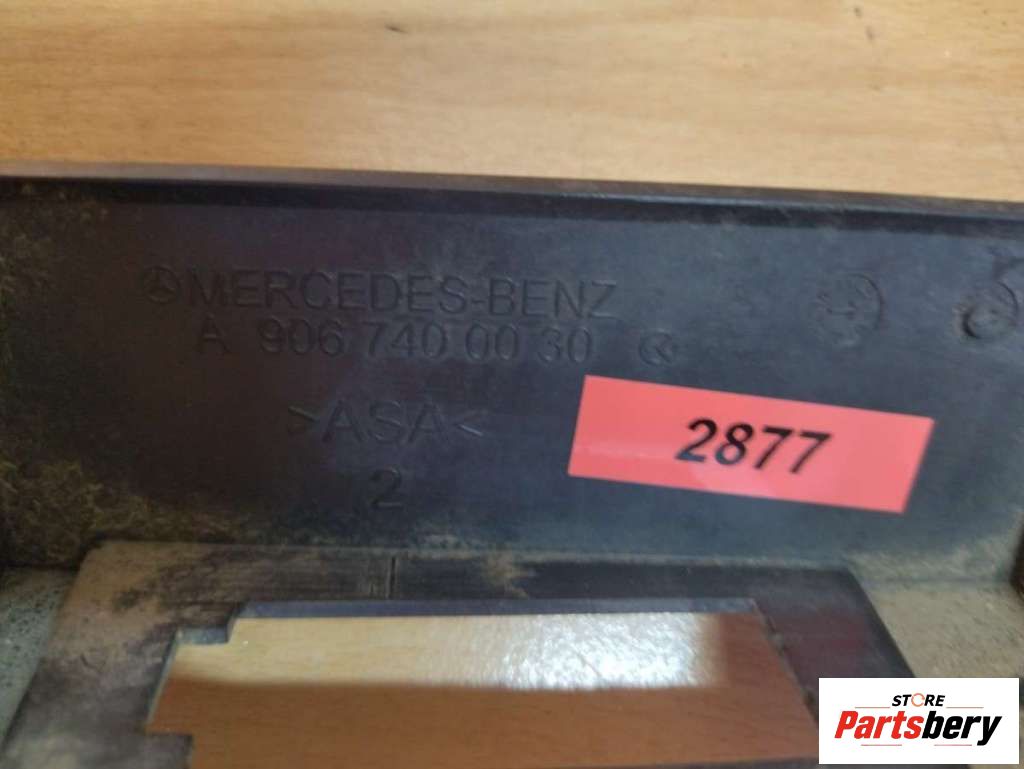 MERCEDES-BENZ
A 906 740 00 30
>ASA<
2
2877
STORE
Partsbery